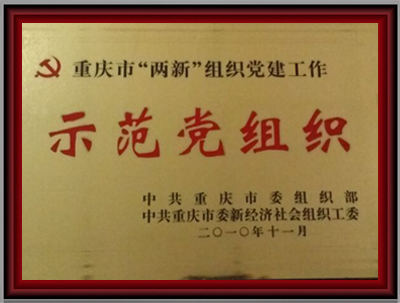 重庆市“两新”组织党建工作
示范党组织
中共重庆市委组织部
中共重庆市委新经济社会组织工委
二〇一〇年十一月